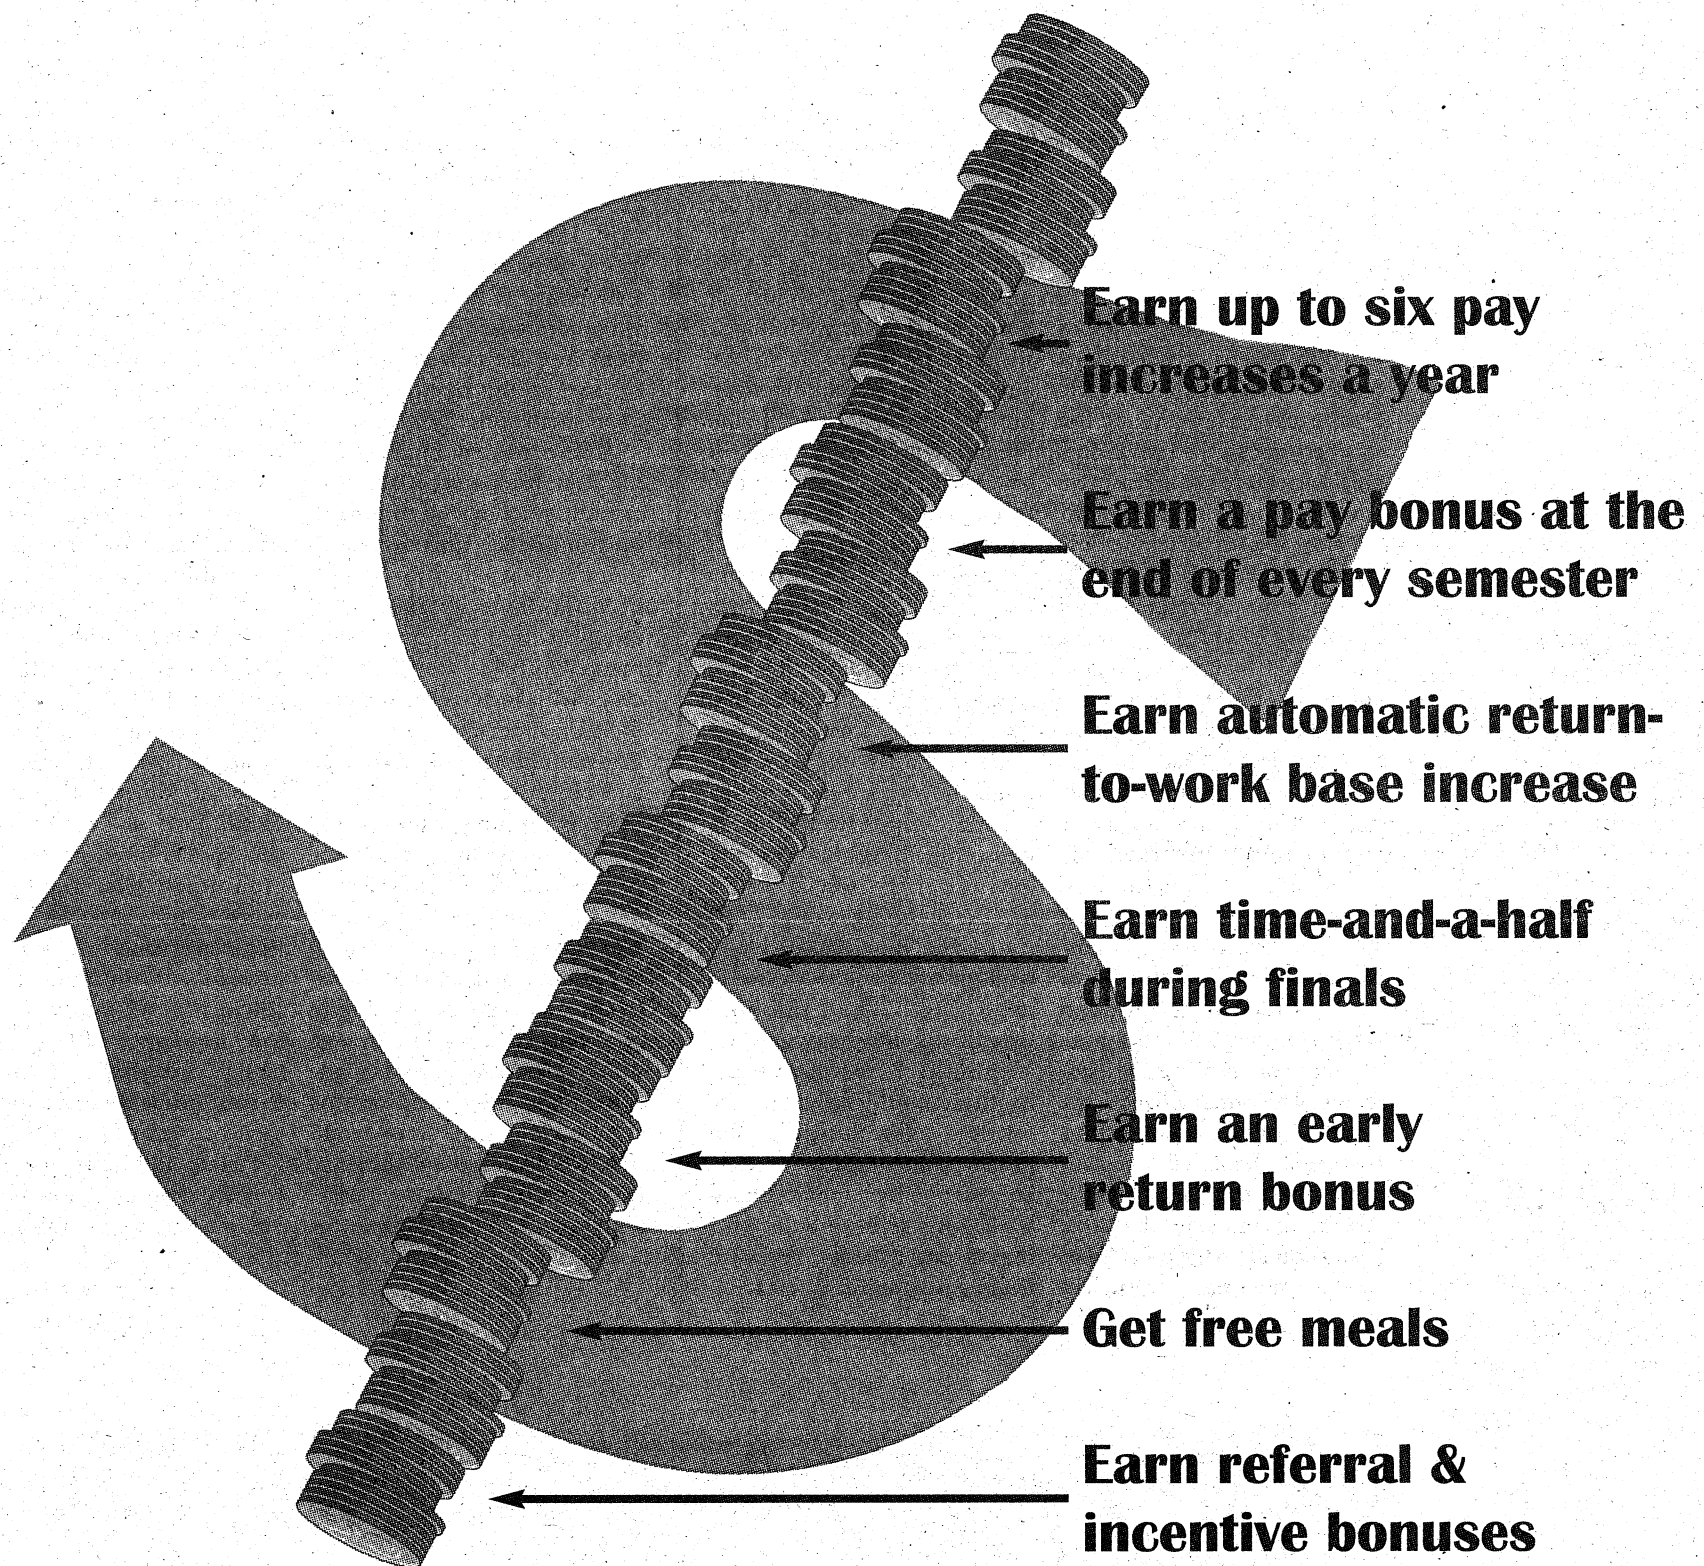 Earn up to six pay
increases a year
Earn a pay bonus at the
end of every semester
Earn automatic return-
to-work base increase
Earn time-and-a-half
during finals
Earn an early
return bonus
Get free meals
Earn referral &
incentive bonuses